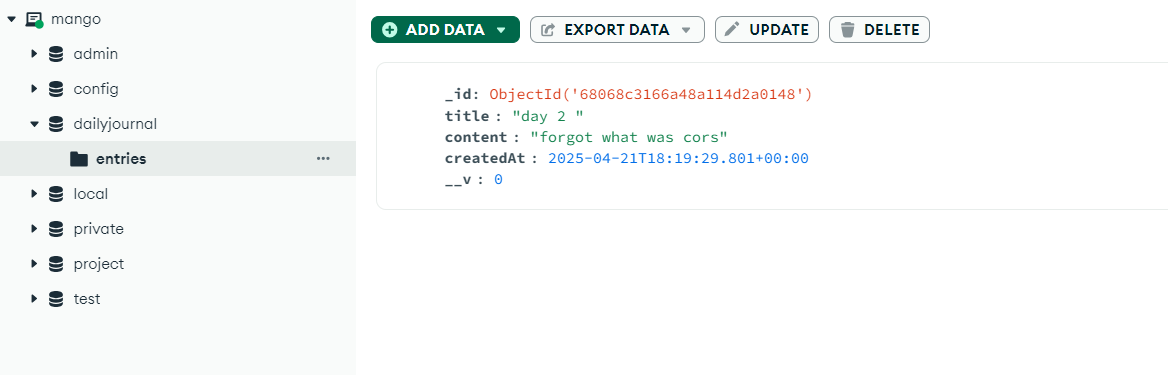 mango
admin
config
dailyjournal
entries
local
private
project
test
ADD DATA
EXPORT DATA
UPDATE
DELETE
_id: ObjectId('68068c3166a48a114d2a0148')
title : "day 2 "
content : "forgot what was cors"
createdAt : 2025-04-21T18:19:29.801+00:00
__v : 0